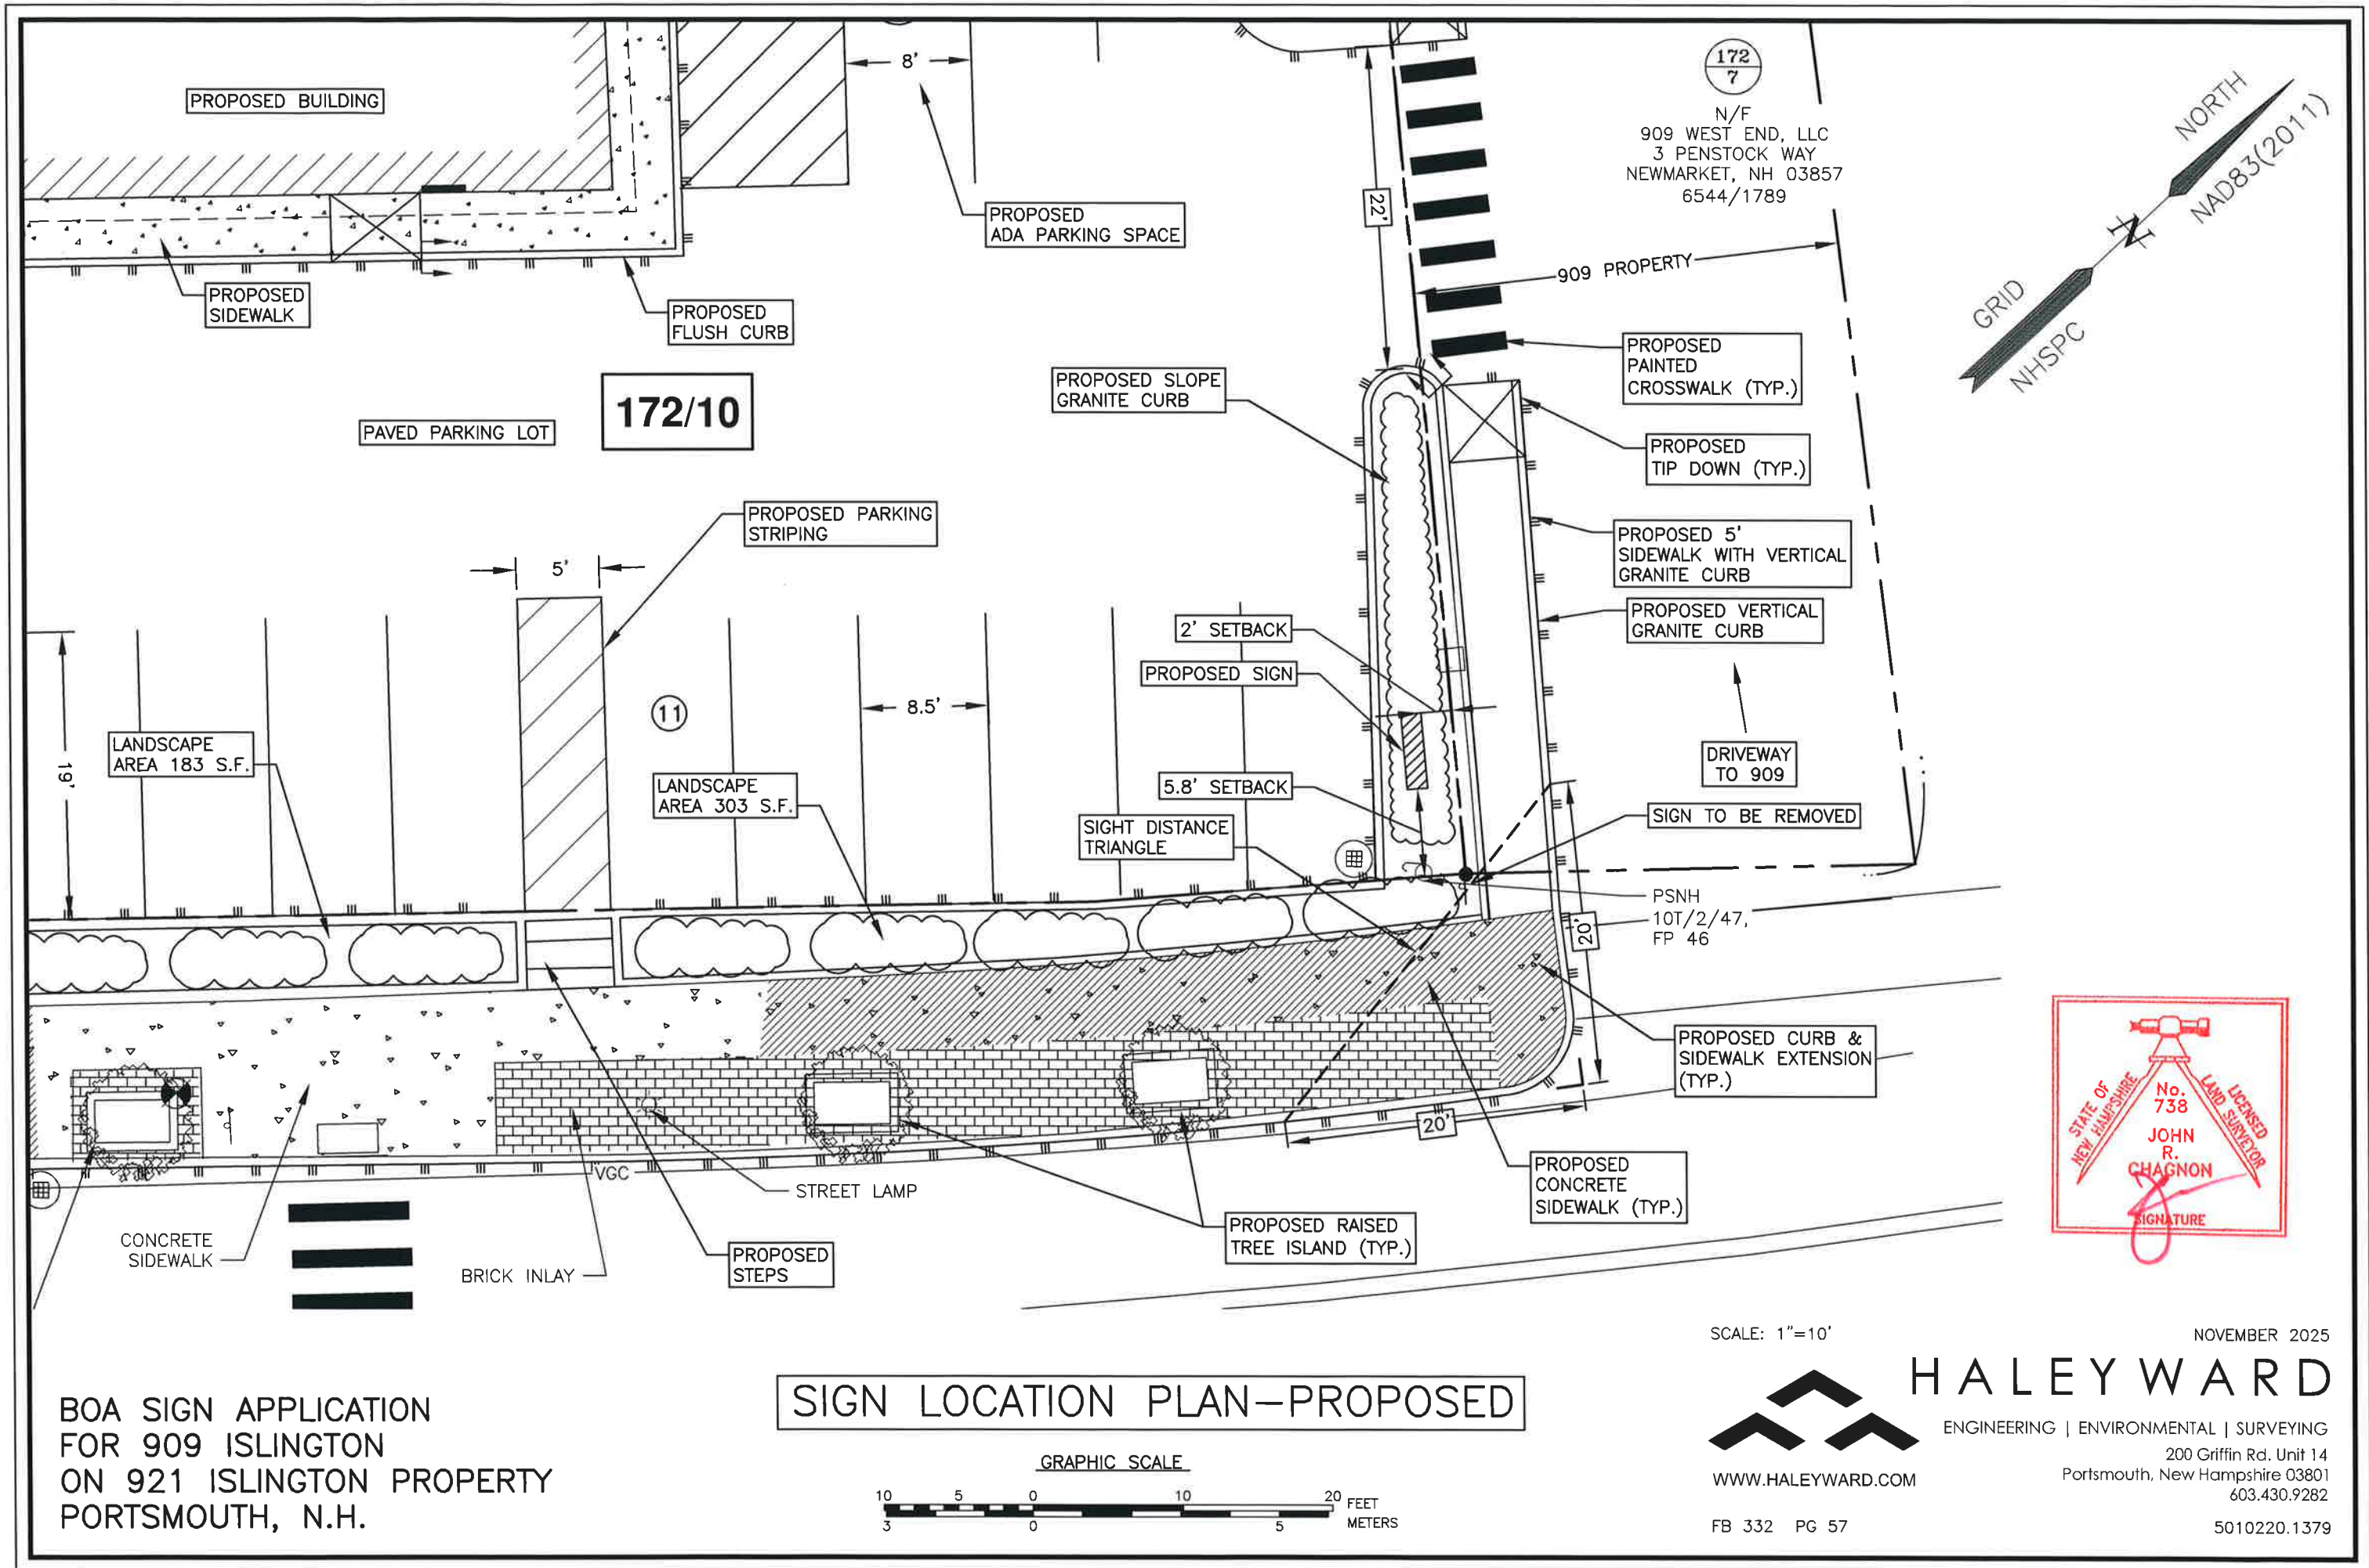 PROPOSED BUILDING
8'
172
7
N/F
909 WEST END, LLC
3 PENSTOCK WAY
NEWMARKET, NH 03857
6544/1789
NORTH
NAD83(2011)
N
GRID
NHSPC
22'
PROPOSED
ADA PARKING SPACE
909 PROPERTY
PROPOSED
SIDEWALK
PROPOSED
FLUSH CURB
PROPOSED
PAINTED
CROSSWALK (TYP.)
PROPOSED SLOPE
GRANITE CURB
172/10
PAVED PARKING LOT
PROPOSED
TIP DOWN (TYP.)
PROPOSED PARKING
STRIPING
PROPOSED 5'
SIDEWALK WITH VERTICAL
GRANITE CURB
5'
PROPOSED VERTICAL
GRANITE CURB
2' SETBACK
PROPOSED SIGN
11
8.5'
19'
LANDSCAPE
AREA 183 S.F.
LANDSCAPE
AREA 303 S.F.
DRIVEWAY
TO 909
5.8' SETBACK
SIGN TO BE REMOVED
SIGHT DISTANCE
TRIANGLE
PSNH
10T/2/47,
FP 46
20'
PROPOSED CURB &
SIDEWALK EXTENSION
(TYP.)
20'
VGC
STREET LAMP
PROPOSED
CONCRETE
SIDEWALK (TYP.)
PROPOSED RAISED
TREE ISLAND (TYP.)
CONCRETE
SIDEWALK
BRICK INLAY
PROPOSED
STEPS
STATE OF
NEW HAMPSHIRE
LICENSED
LAND SURVEYOR
No.
738
JOHN
R.
CHAGNON
SIGNATURE
SCALE: 1"=10'
NOVEMBER 2025
HALEYWARD
ENGINEERING | ENVIRONMENTAL | SURVEYING
200 Griffin Rd. Unit 14
WWW.HALEYWARD.COM
Portsmouth, New Hampshire 03801
603.430.9282
FB 332 PG 57
5010220.1379
BOA SIGN APPLICATION
FOR 909 ISLINGTON
ON 921 ISLINGTON PROPERTY
PORTSMOUTH, N.H.
SIGN LOCATION PLAN-PROPOSED
GRAPHIC SCALE
10 5 0 10 20 FEET
3 0 5 METERS